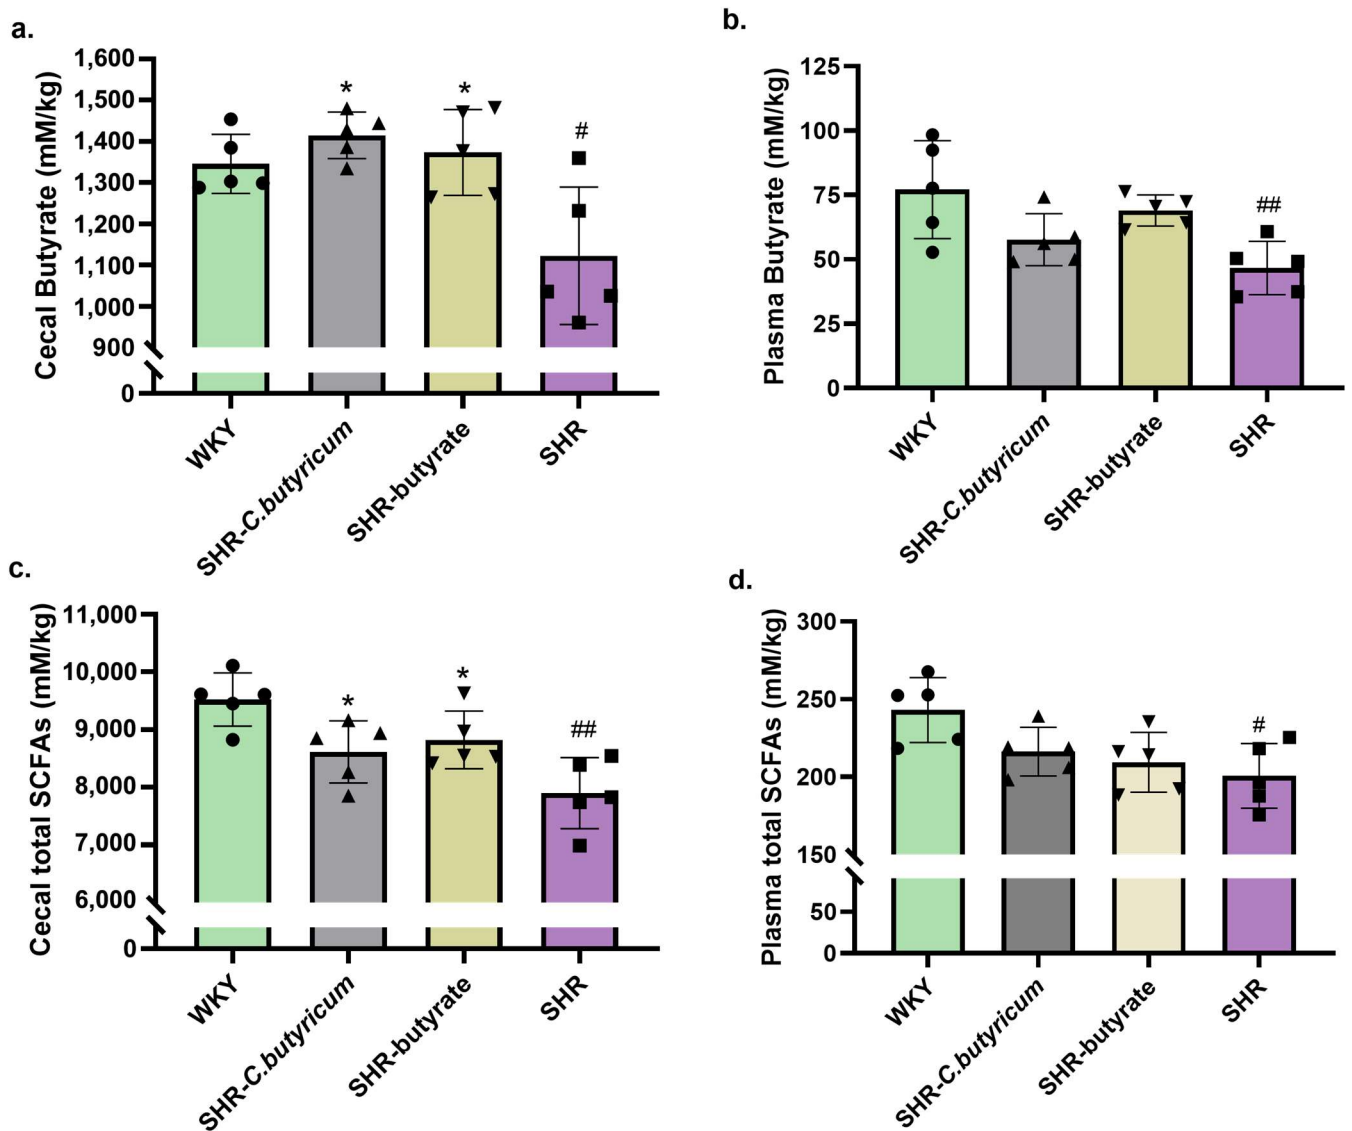 a.
Cecal Butyrate (mM/kg)
1,600
1,500
1,400
1,300
1,200
1,100
1,000
900
0
*
*
#
WKY
SHR-C.butyricum
SHR-butyrate
SHR
b.
Plasma Butyrate (mM/kg)
125
100
75
50
25
0
##
WKY
SHR-C.butyricum
SHR-butyrate
SHR
c.
Cecal total SCFAs (mM/kg)
11,000
10,000
9,000
8,000
7,000
6,000
0
*
*
##
WKY
SHR-C.butyricum
SHR-butyrate
SHR
d.
Plasma total SCFAs (mM/kg)
300
250
200
150
50
0
#
WKY
SHR-C.butyricum
SHR-butyrate
SHR